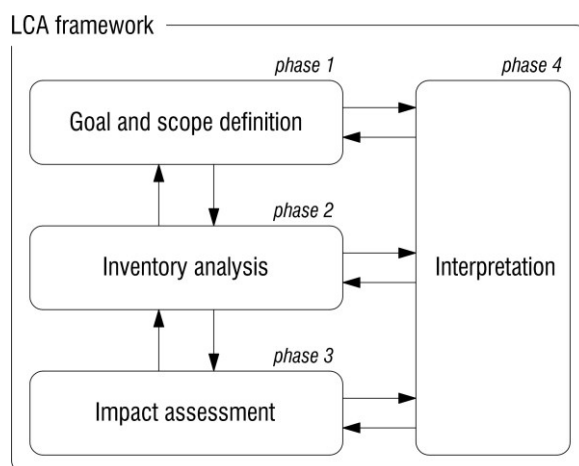 LCA framework
phase 1
phase 4
Goal and scope definition
phase 2
Inventory analysis
Interpretation
phase 3
Impact assessment